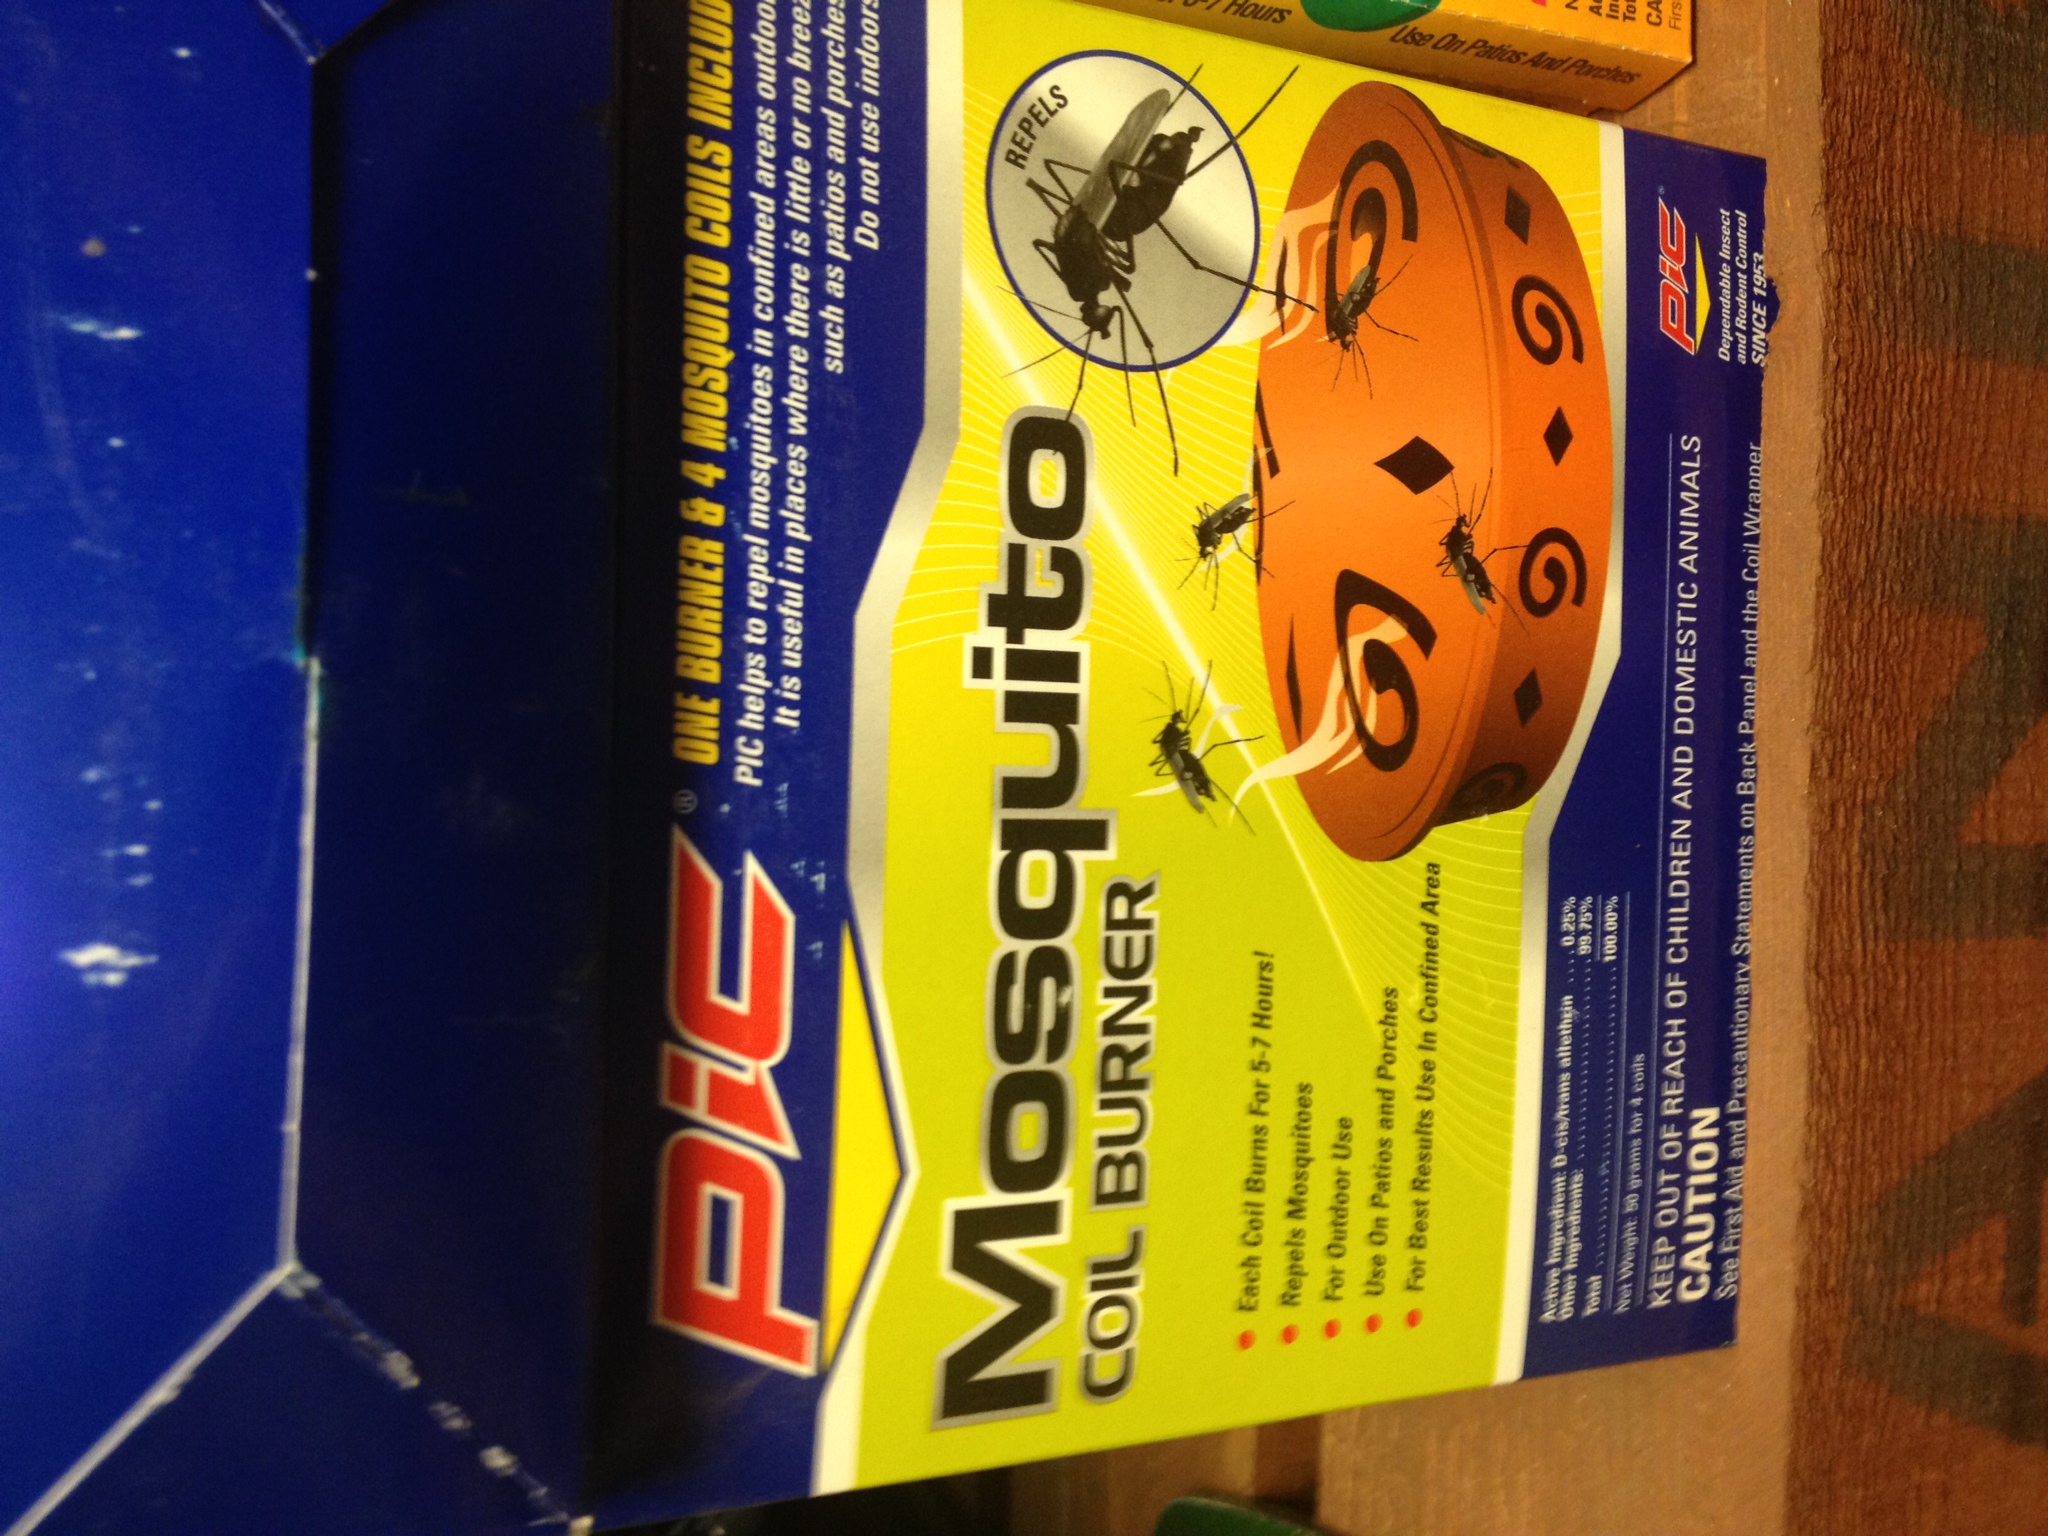 PiC®
ONE BURNER & 4 MOSQUITO COILS INCLUD
PIC helps to repel mosquitoes in confined areas outdoo
It is useful in places where there is little or no breez
such as patios and porches
Do not use indoors
Mosquito
COIL BURNER
REPELS
Each Coil Burns For 5-7 Hours!
Repels Mosquitoes
For Outdoor Use
Use On Patios and Porches
For Best Results Use In Confined Area
Active Ingredient: D-cis/trans allethrin .... 0.25%
Other Ingredients: ........................ 99.75%
Total ................................... 100.00%
Net Weight: 50 grams for 4 coils
KEEP OUT OF REACH OF CHILDREN AND DOMESTIC ANIMALS
CAUTION
See First Aid and Precautionary Statements on Back Panel and the Coil Wrapper
PiC®
Dependable Insect
and Rodent Control
SINCE 1953
HOURS
Use On Patios And Porches
N
Tot
CA
Firs